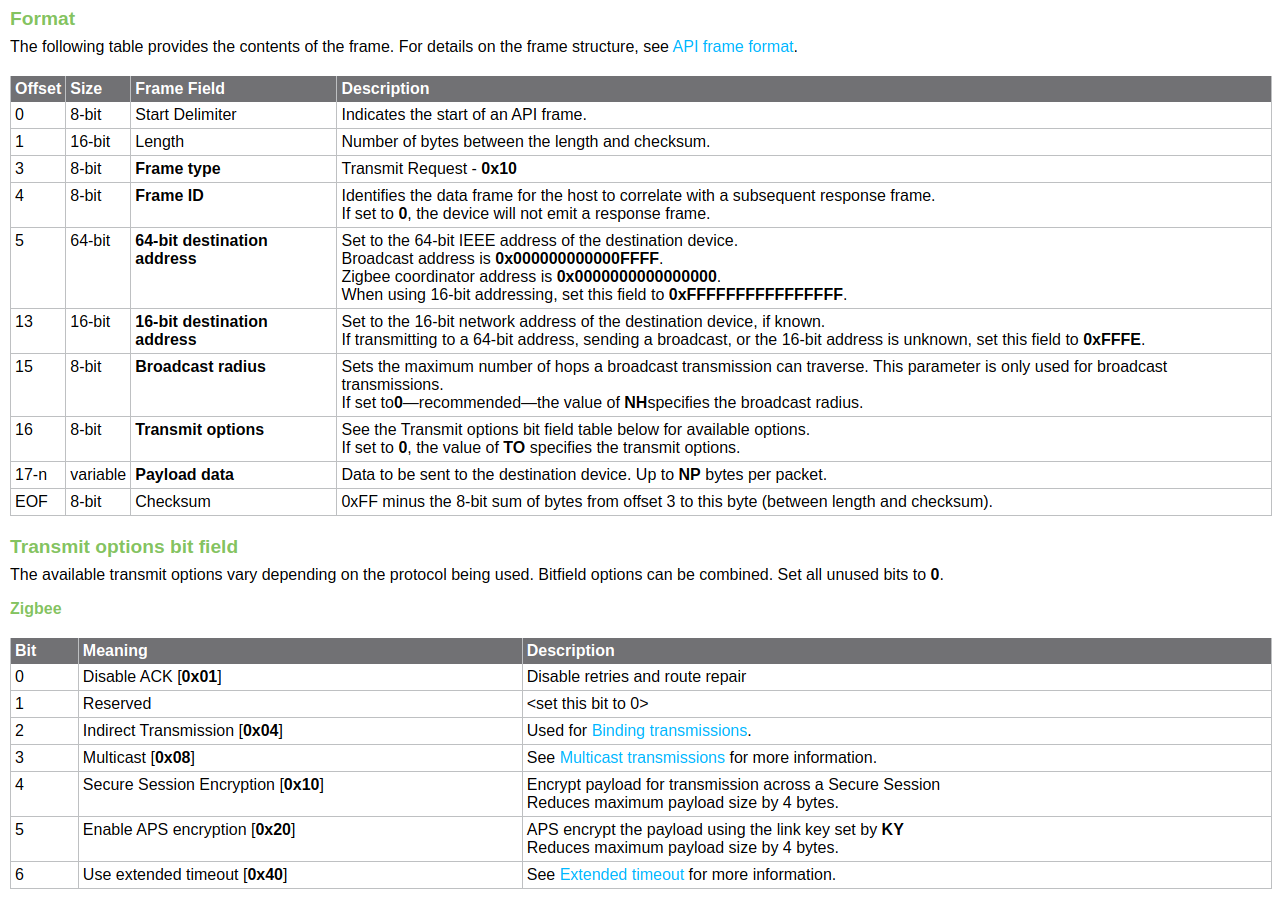 Format
The following table provides the contents of the frame. For details on the frame structure, see API frame format.
Offset Size Frame Field Description
0 8-bit Start Delimiter Indicates the start of an API frame.
1 16-bit Length Number of bytes between the length and checksum.
3 8-bit Frame type Transmit Request - 0x10
4 8-bit Frame ID Identifies the data frame for the host to correlate with a subsequent response frame.
If set to 0, the device will not emit a response frame.
5 64-bit 64-bit destination Set to the 64-bit IEEE address of the destination device.
address Broadcast address is 0x000000000000FFFF.
Zigbee coordinator address is 0x0000000000000000.
When using 16-bit addressing, set this field to 0xFFFFFFFFFFFFFFFF.
13 16-bit 16-bit destination Set to the 16-bit network address of the destination device, if known.
address If transmitting to a 64-bit address, sending a broadcast, or the 16-bit address is unknown, set this field to 0xFFFE.
15 8-bit Broadcast radius Sets the maximum number of hops a broadcast transmission can traverse. This parameter is only used for broadcast
transmissions.
If set to0—recommended—the value of NHspecifies the broadcast radius.
16 8-bit Transmit options See the Transmit options bit field table below for available options.
If set to 0, the value of TO specifies the transmit options.
17-n variable Payload data Data to be sent to the destination device. Up to NP bytes per packet.
EOF 8-bit Checksum 0xFF minus the 8-bit sum of bytes from offset 3 to this byte (between length and checksum).
Transmit options bit field
The available transmit options vary depending on the protocol being used. Bitfield options can be combined. Set all unused bits to 0.
Zigbee
Bit Meaning Description
0 Disable ACK [0x01] Disable retries and route repair
1 Reserved <set this bit to 0>
2 Indirect Transmission [0x04] Used for Binding transmissions.
3 Multicast [0x08] See Multicast transmissions for more information.
4 Secure Session Encryption [0x10] Encrypt payload for transmission across a Secure Session
Reduces maximum payload size by 4 bytes.
5 Enable APS encryption [0x20] APS encrypt the payload using the link key set by KY
Reduces maximum payload size by 4 bytes.
6 Use extended timeout [0x40] See Extended timeout for more information.